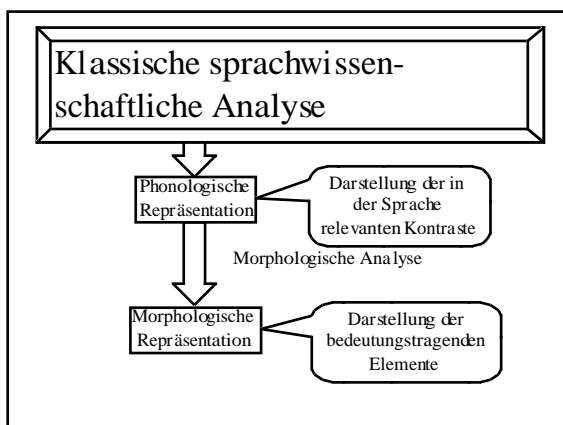 Klassische sprachwissen-
schaftliche Analyse
Phonologische
Repräsentation
Darstellung der in
der Sprache
relevanten Kontraste
Morphologische Analyse
Morphologische
Repräsentation
Darstellung der
bedeutungstragenden
Elemente